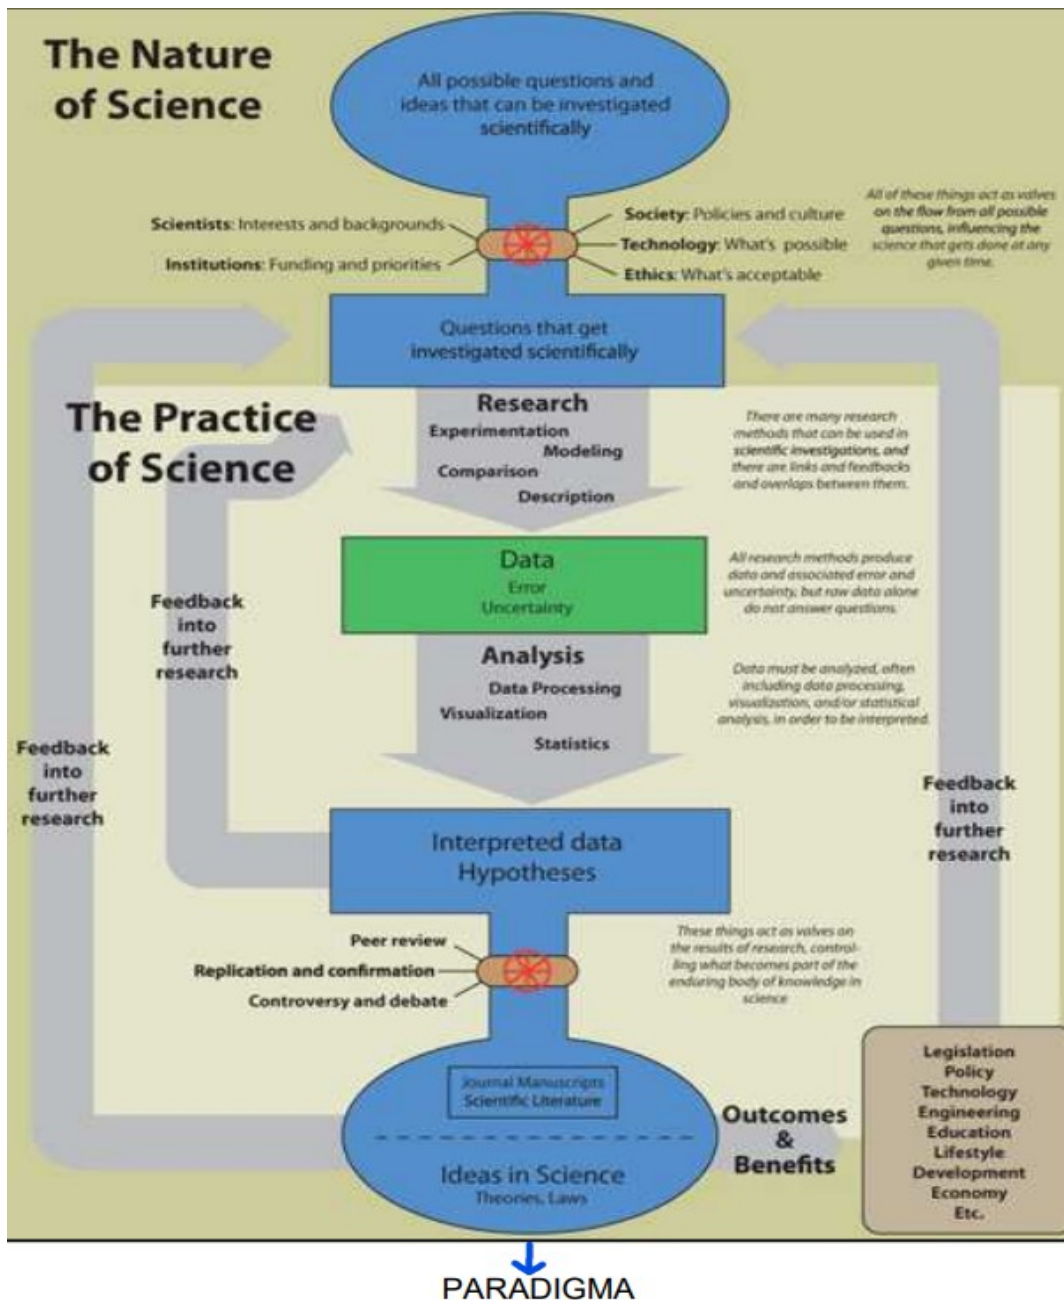 The Nature
of Science
All possible questions and
ideas that can be investigated
scientifically
Scientists: Interests and backgrounds
Institutions: Funding and priorities
Society: Policies and culture
Technology: What's possible
Ethics: What's acceptable
All of these things act as valves
on the flow from all possible
questions, influencing the
science that gets done at any
given time.
Questions that get
investigated scientifically
The Practice
of Science
Research
Experimentation
Modeling
Comparison
Description
There are many research
methods that can be used in
scientific investigations, and
there are links and feedbacks
and overlaps between them.
Data
Error
Uncertainty
All research methods produce
data and associated error and
uncertainty, but raw data alone
do not answer questions.
Feedback
into
further
research
Analysis
Data Processing
Visualization
Statistics
Data must be analyzed, often
including data processing,
visualization, and/or statistical
analysis, in order to be interpreted.
Feedback
into
further
research
Feedback
into
further
research
Interpreted data
Hypotheses
Peer review
Replication and confirmation
Controversy and debate
These things act as valves on
the results of research, control-
ling what becomes part of the
enduring body of knowledge in
science
Journal Manuscripts
Scientific Literature
Ideas in Science
Theories, Laws
Outcomes
&
Benefits
Legislation
Policy
Technology
Engineering
Education
Lifestyle
Development
Economy
Etc.
PARADIGMA